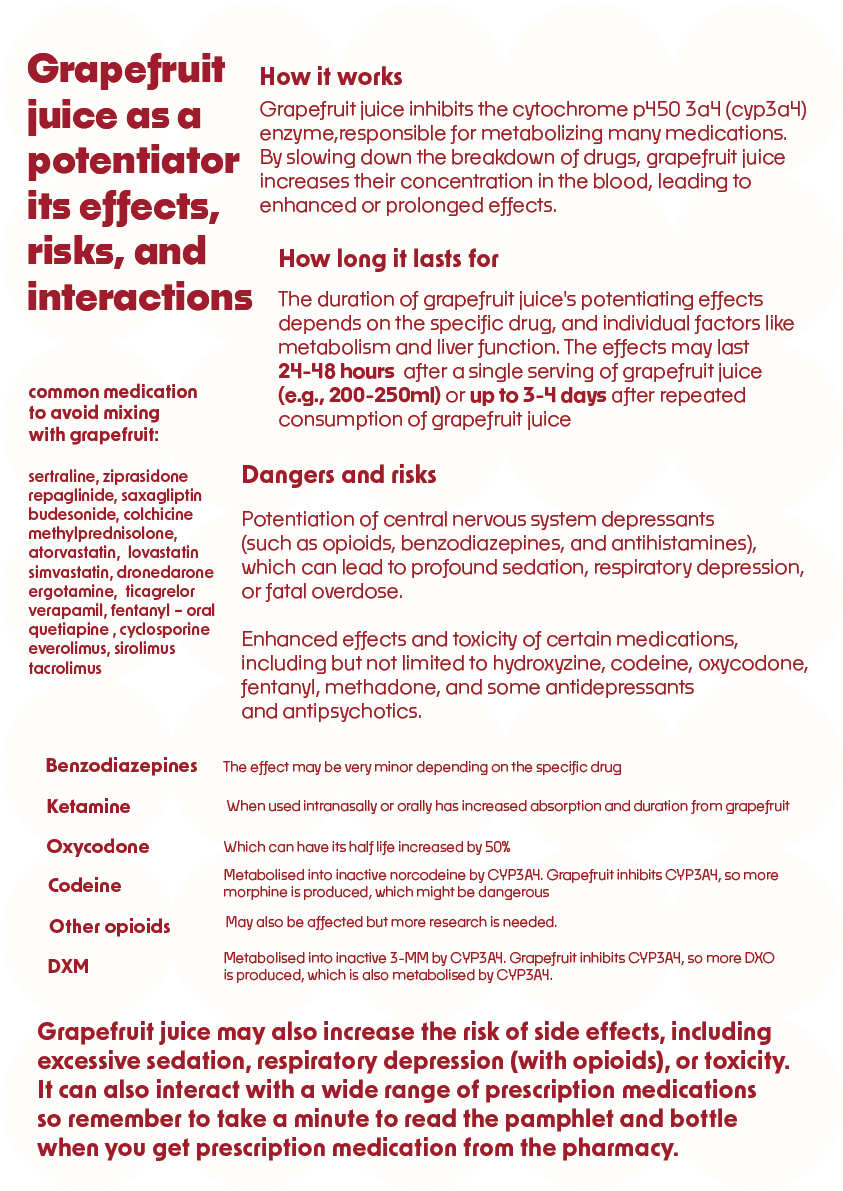 Grapefruit
juice as a
potentiator
its effects,
risks, and
interactions
How it works
Grapefruit juice inhibits the cytochrome p450 3a4 (cyp3a4)
enzyme,responsible for metabolizing many medications.
By slowing down the breakdown of drugs, grapefruit juice
increases their concentration in the blood, leading to
enhanced or prolonged effects.
How long it lasts for
The duration of grapefruit juice's potentiating effects
depends on the specific drug, and individual factors like
metabolism and liver function. The effects may last
24-48 hours after a single serving of grapefruit juice
(e.g., 200-250ml) or up to 3-4 days after repeated
consumption of grapefruit juice
common medication
to avoid mixing
with grapefruit:
sertraline, ziprasidone
repaglinide, saxagliptin
budesonide, colchicine
methylprednisolone,
atorvastatin, lovastatin
simvastatin, dronedarone
ergotamine, ticagrelor
verapamil, fentanyl – oral
quetiapine , cyclosporine
everolimus, sirolimus
tacrolimus
Dangers and risks
Potentiation of central nervous system depressants
(such as opioids, benzodiazepines, and antihistamines),
which can lead to profound sedation, respiratory depression,
or fatal overdose.
Enhanced effects and toxicity of certain medications,
including but not limited to hydroxyzine, codeine, oxycodone,
fentanyl, methadone, and some antidepressants
and antipsychotics.
Benzodiazepines The effect may be very minor depending on the specific drug
Ketamine When used intranasally or orally has increased absorption and duration from grapefruit
Oxycodone Which can have its half life increased by 50%
Codeine Metabolised into inactive norcodeine by CYP3A4. Grapefruit inhibits CYP3A4, so more
morphine is produced, which might be dangerous
Other opioids May also be affected but more research is needed.
DXM Metabolised into inactive 3-MM by CYP3A4. Grapefruit inhibits CYP3A4, so more DXO
is produced, which is also metabolised by CYP3A4.
Grapefruit juice may also increase the risk of side effects, including
excessive sedation, respiratory depression (with opioids), or toxicity.
It can also interact with a wide range of prescription medications
so remember to take a minute to read the pamphlet and bottle
when you get prescription medication from the pharmacy.